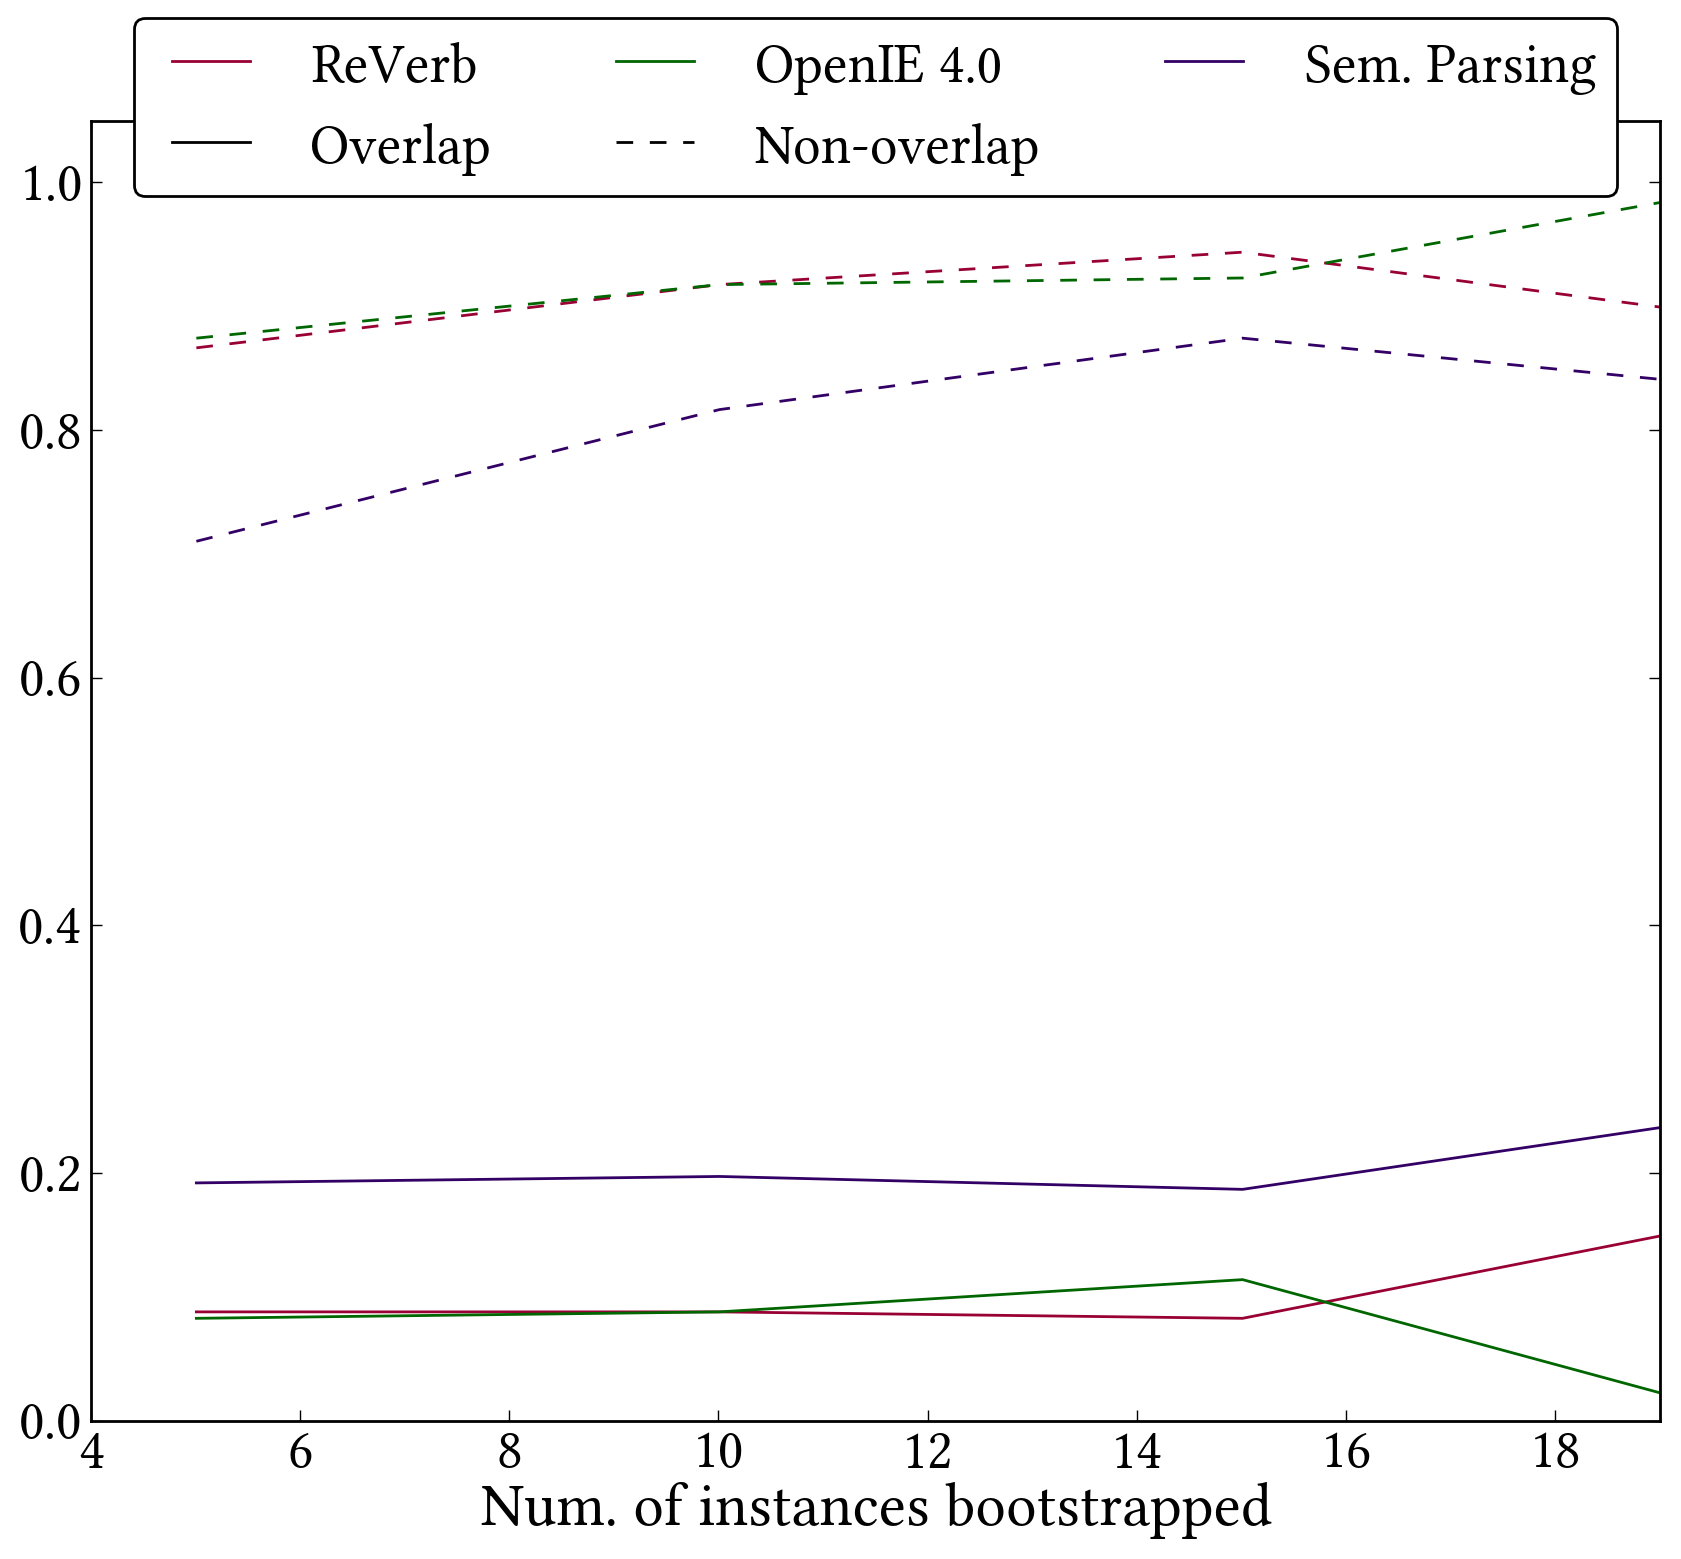 ReVerb OpenIE 4.0 Sem. Parsing
Overlap Non-overlap
1.0
0.8
0.6
0.4
0.2
0.0
4 6 8 10 12 14 16 18
Num. of instances bootstrapped